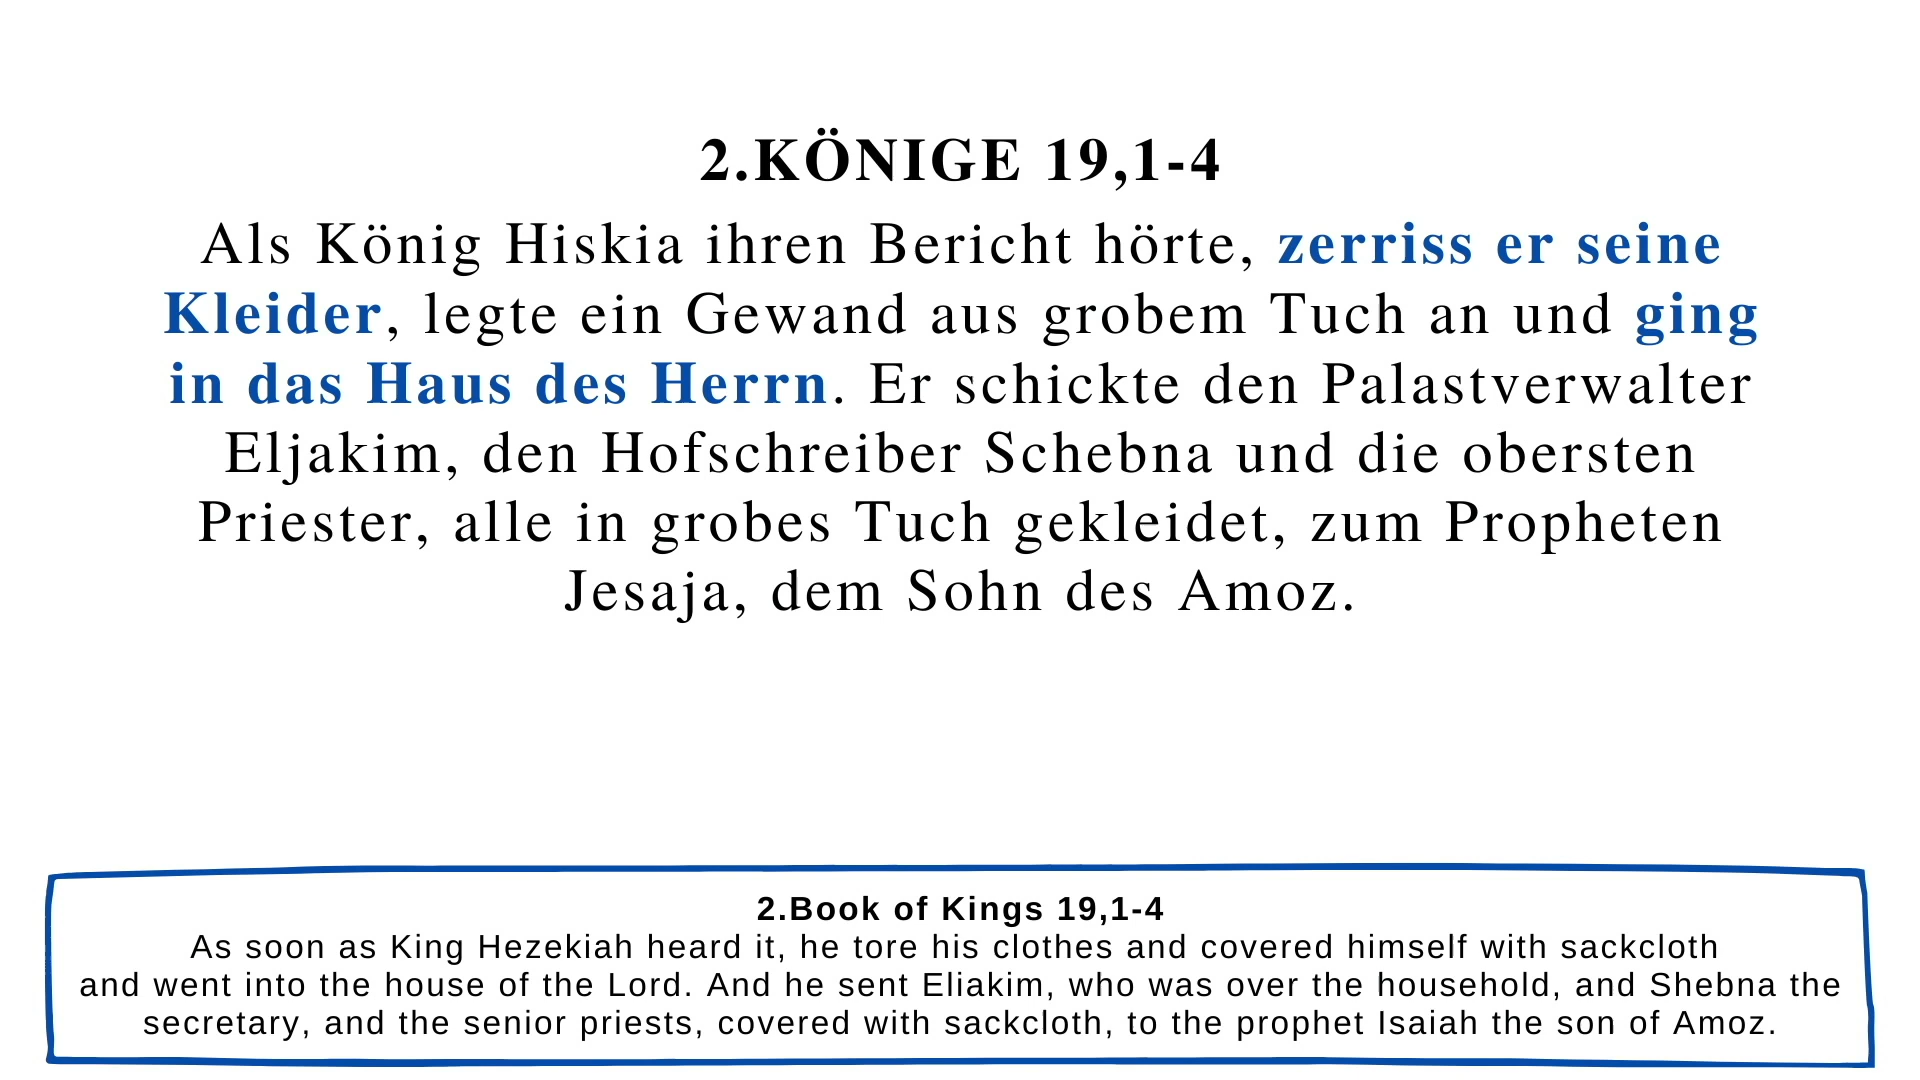 2.KÖNIGE 19,1-4
Als König Hiskia ihren Bericht hörte, zerriss er seine
Kleider, legte ein Gewand aus grobem Tuch an und ging
in das Haus des Herrn. Er schickte den Palastverwalter
Eljakim, den Hofschreiber Schebna und die obersten
Priester, alle in grobes Tuch gekleidet, zum Propheten
Jesaja, dem Sohn des Amoz.
2.Book of Kings 19,1-4
As soon as King Hezekiah heard it, he tore his clothes and covered himself with sackcloth
and went into the house of the Lord. And he sent Eliakim, who was over the household, and Shebna the
secretary, and the senior priests, covered with sackcloth, to the prophet Isaiah the son of Amoz.